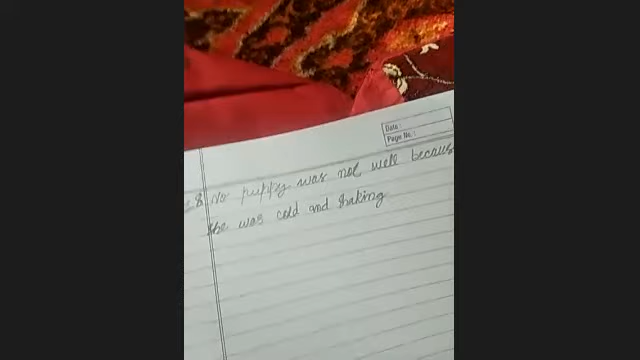 Date :
Page No. :
8 No puppy was not well becaus
she was cold and shaking